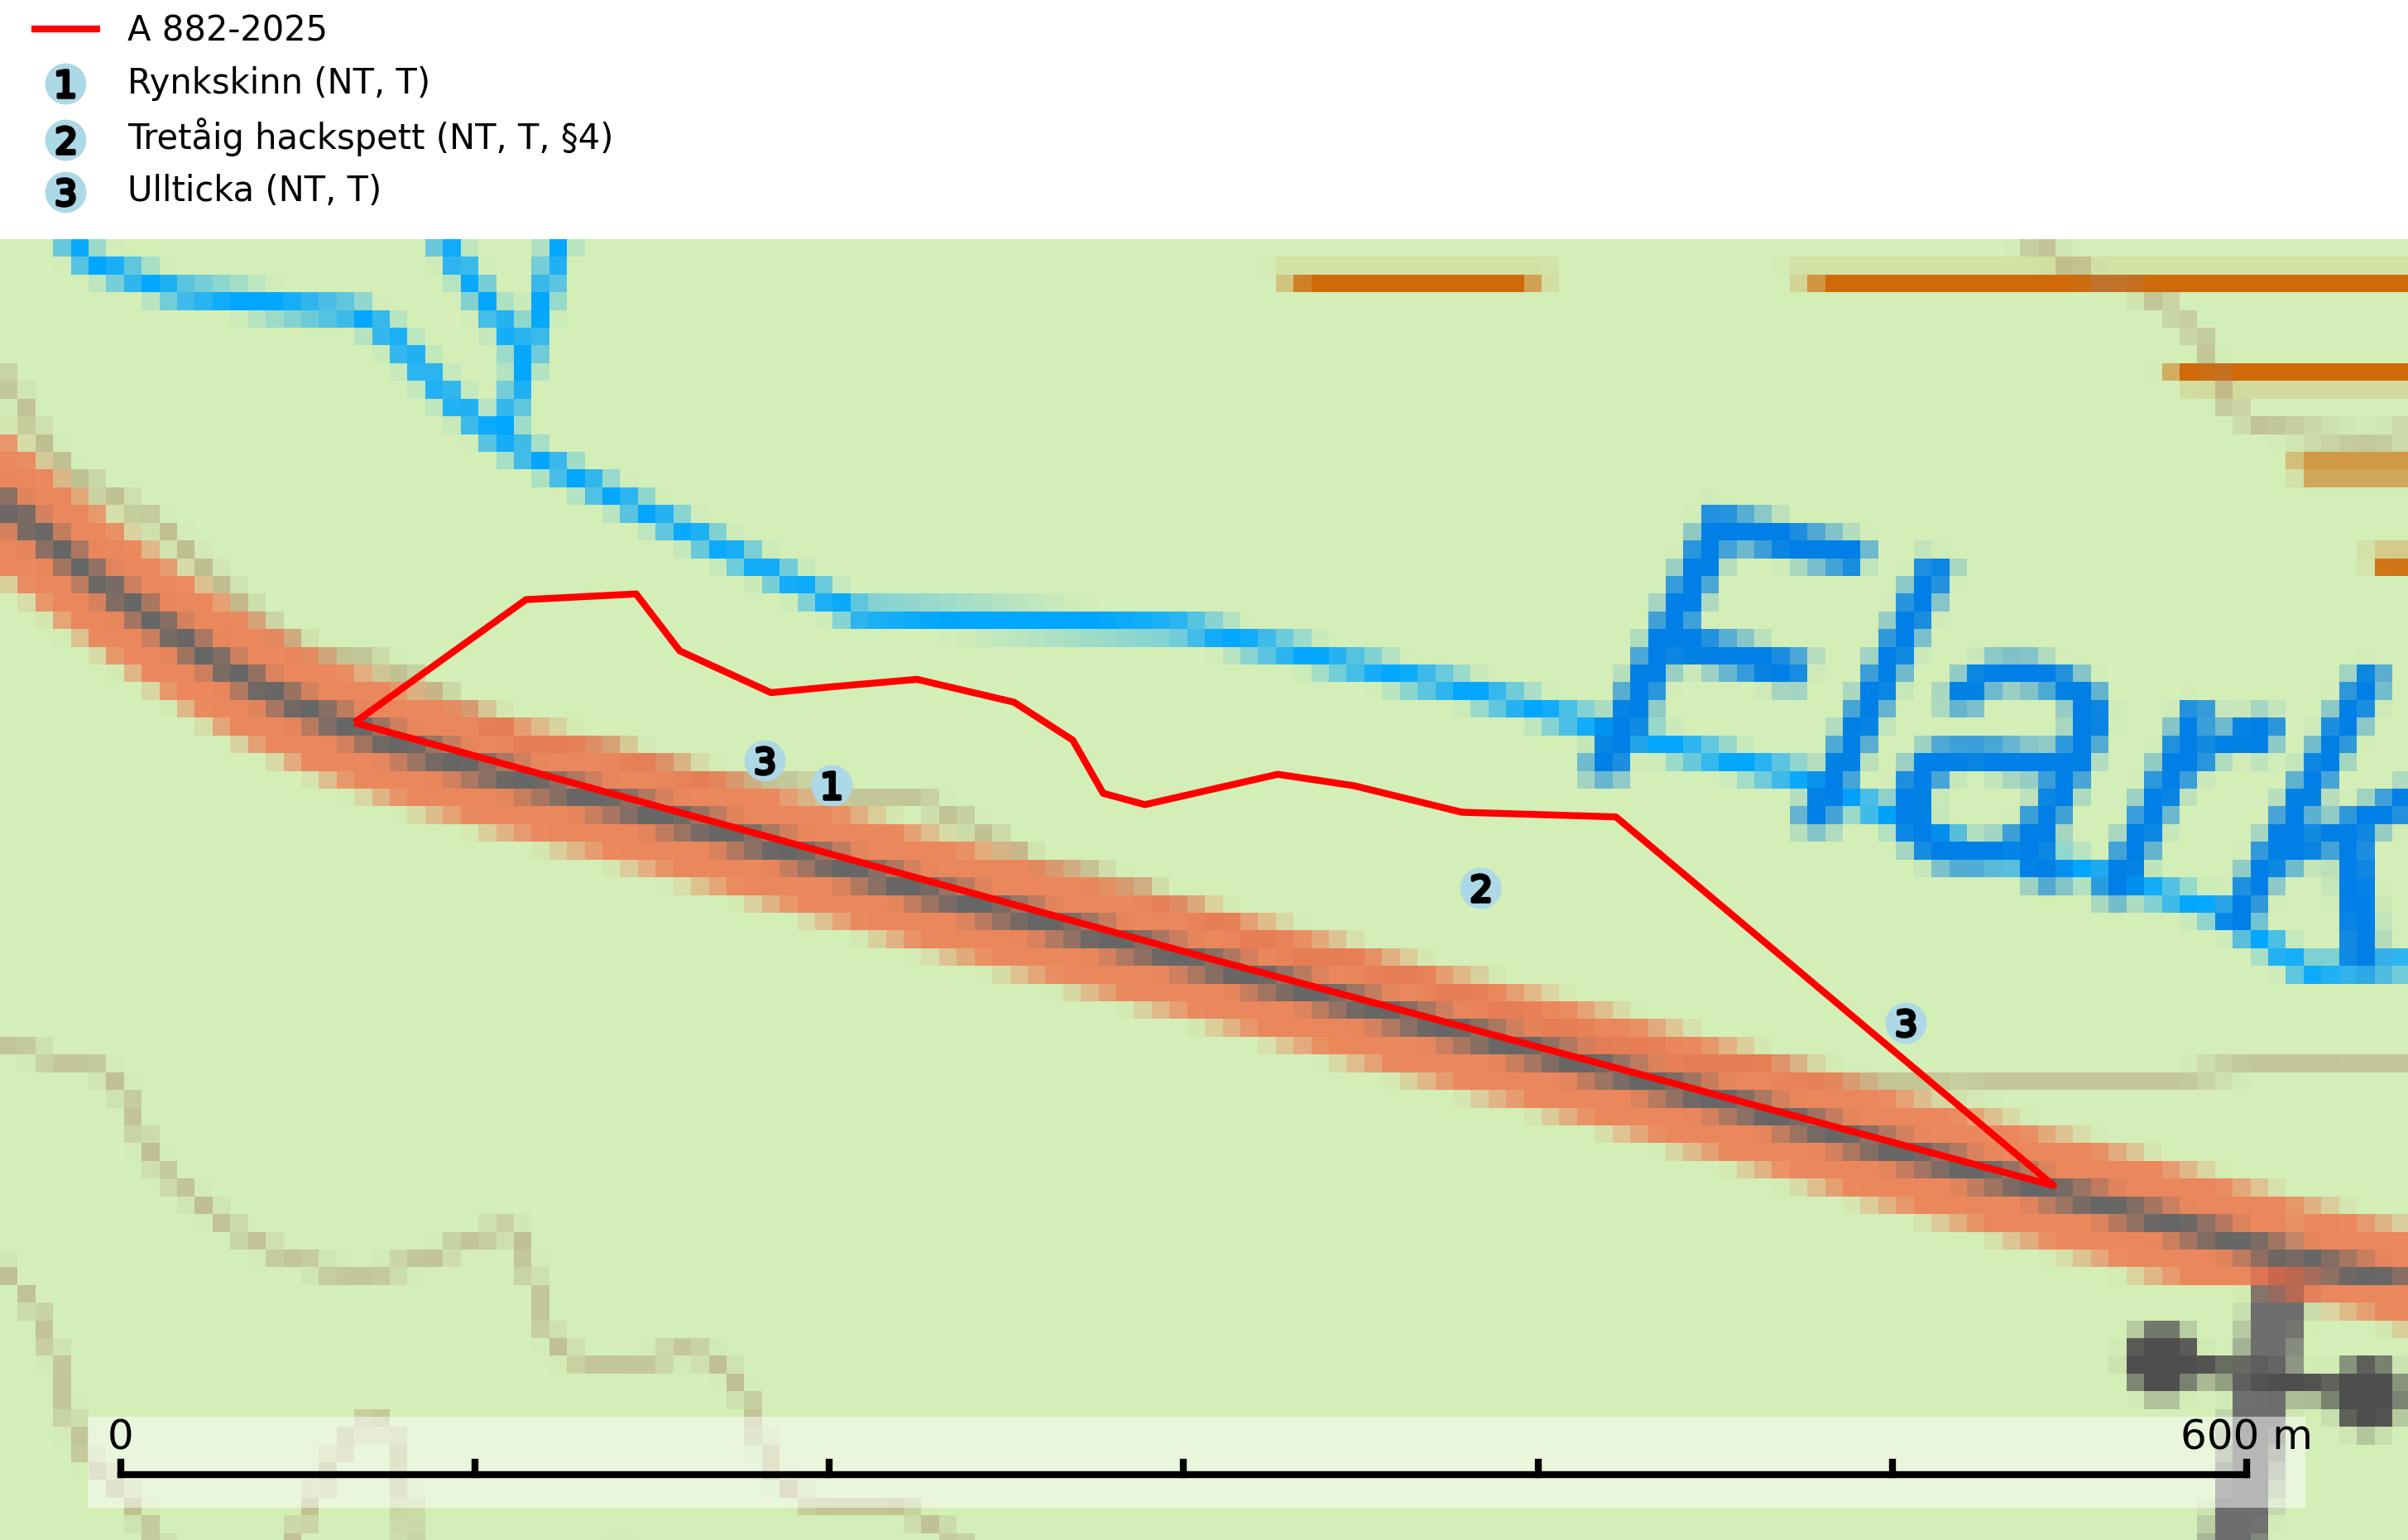 A 882-2025
1 Rynkskinn (NT, T)
2 Tretåig hackspett (NT, T, §4)
3 Ullticka (NT, T)
3
1
2
3
0 600 m